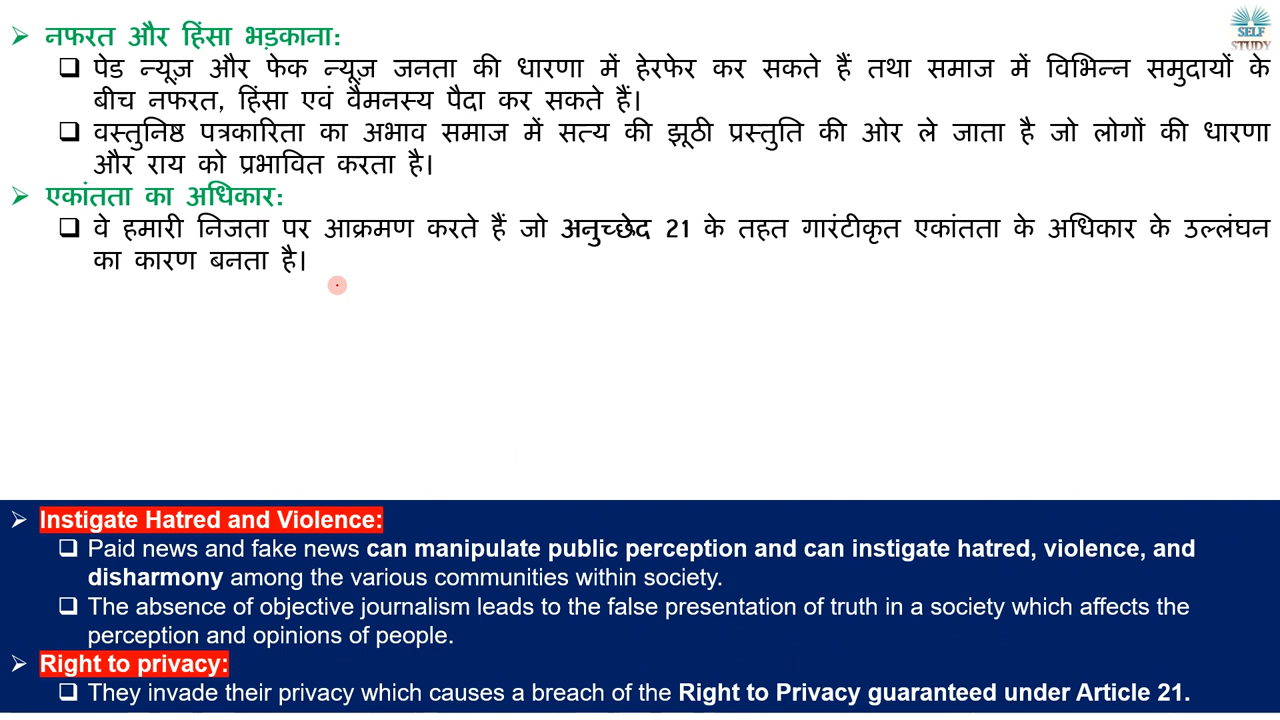 SELF
STUDY
➢ नफरत और हिंसा भड़काना:
❑ पेड न्यूज़ और फेक न्यूज़ जनता की धारणा में हेरफेर कर सकते हैं तथा समाज में विभिन्न समुदायों के
बीच नफरत, हिंसा एवं वैमनस्य पैदा कर सकते हैं।
❑ वस्तुनिष्ठ पत्रकारिता का अभाव समाज में सत्य की झूठी प्रस्तुति की ओर ले जाता है जो लोगों की धारणा
और राय को प्रभावित करता है।
➢ एकांतता का अधिकार:
❑ वे हमारी निजता पर आक्रमण करते हैं जो अनुच्छेद 21 के तहत गारंटीकृत एकांतता के अधिकार के उल्लंघन
का कारण बनता है।
➢ Instigate Hatred and Violence:
❑ Paid news and fake news can manipulate public perception and can instigate hatred, violence, and
disharmony among the various communities within society.
❑ The absence of objective journalism leads to the false presentation of truth in a society which affects the
perception and opinions of people.
➢ Right to privacy:
❑ They invade their privacy which causes a breach of the Right to Privacy guaranteed under Article 21.